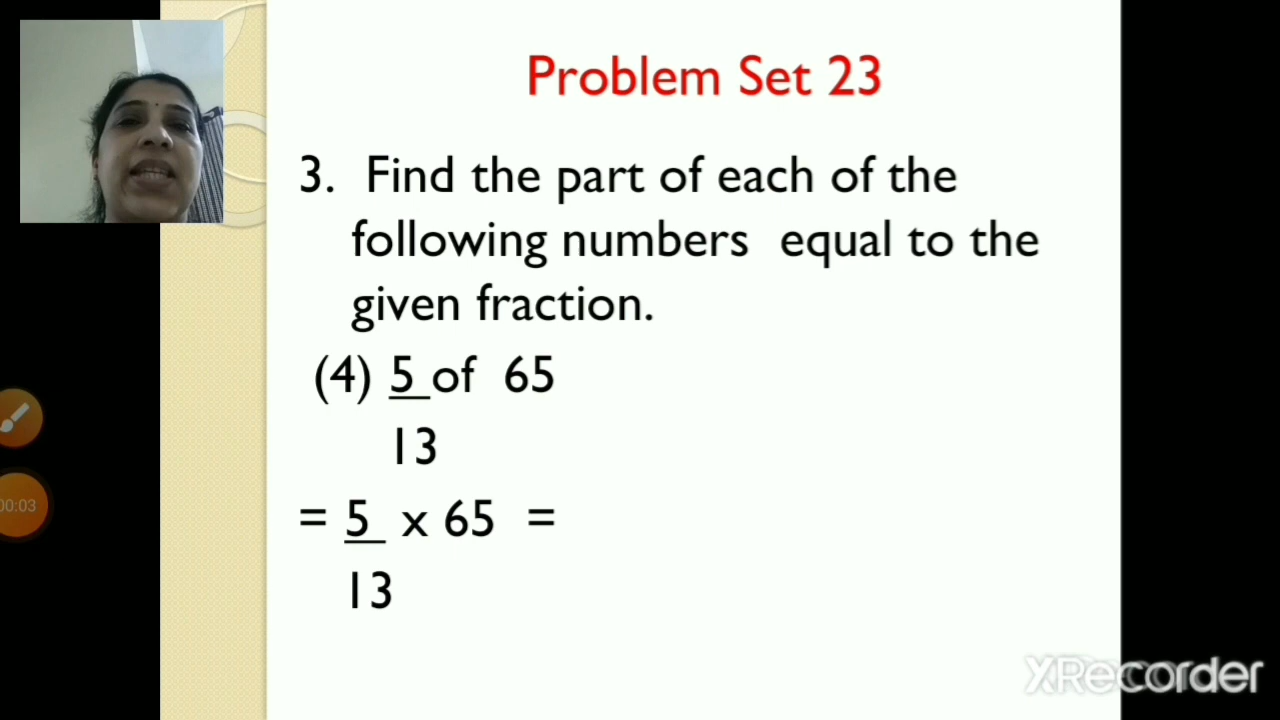 Problem Set 23
3. Find the part of each of the
following numbers equal to the
given fraction.
(4) 5 of 65
13
= 5 x 65 =
13
00:03
XRecorder